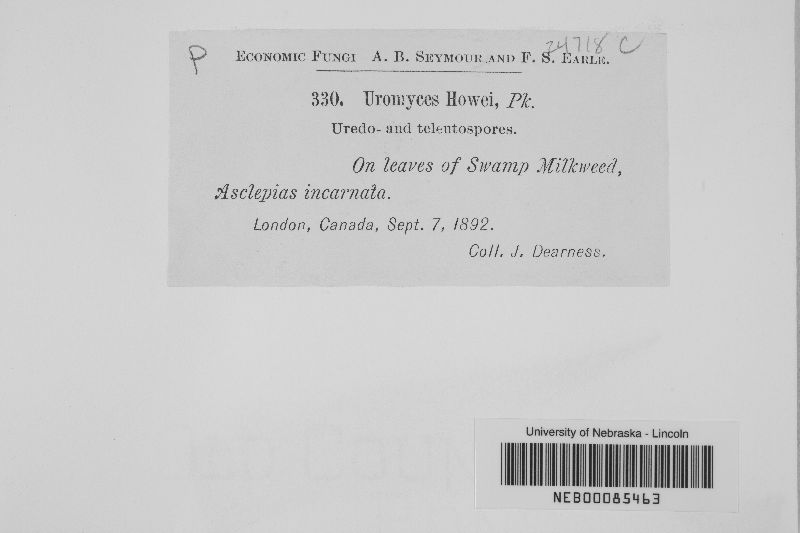 P
74718 C
Economic Fungi A. B. Seymour and F. S. Earle.
330. Uromyces Howei, Pk.
Uredo- and teleutospores.
On leaves of Swamp Milkweed,
Asclepias incarnata.
London, Canada, Sept. 7, 1892.
Coll. J. Dearness.
University of Nebraska - Lincoln
NEB00085463